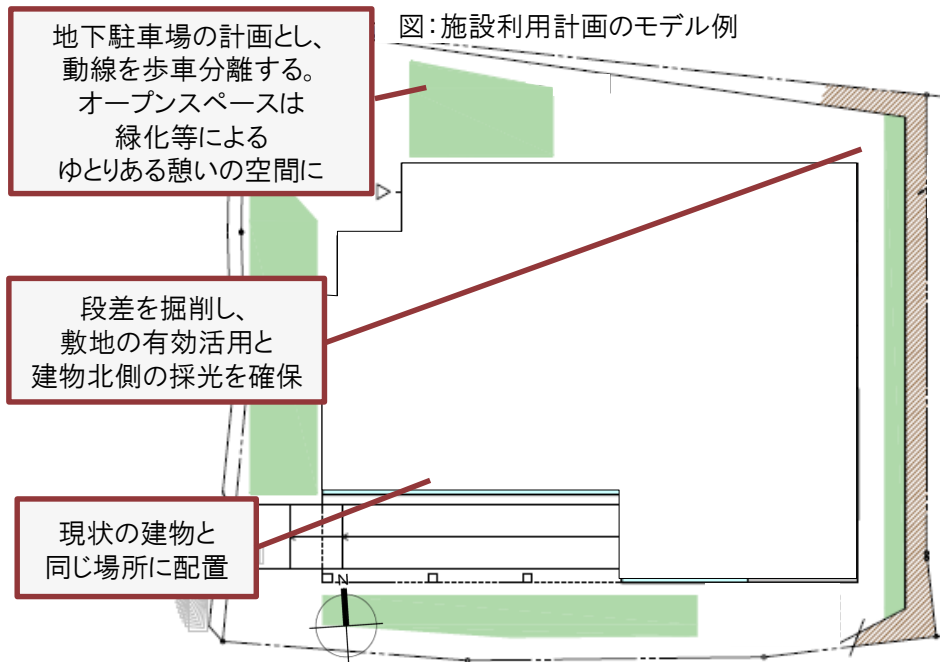 図：施設利用計画のモデル例
地下駐車場の計画とし、
動線を歩車分離する。
オープンスペースは
緑化等による
ゆとりある憩いの空間に
段差を掘削し、
敷地の有効活用と
建物北側の採光を確保
現状の建物と
同じ場所に配置
N